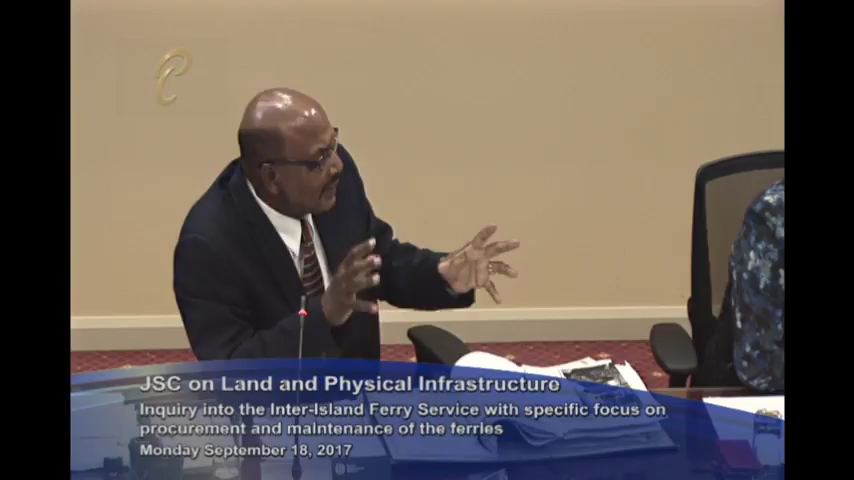 JSC on Land and Physical Infrastructure
Inquiry into the Inter-Island Ferry Service with specific focus on
procurement and maintenance of the ferries
Monday September 18, 2017